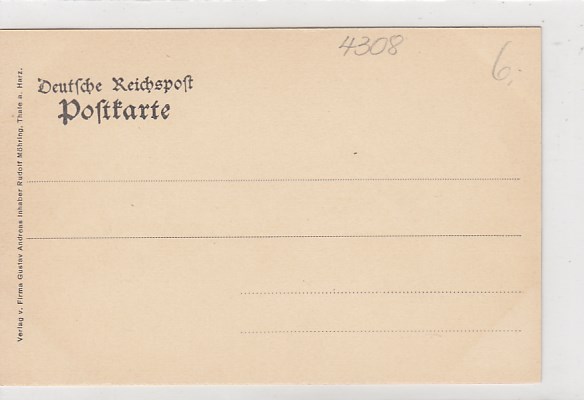 4308
6.-
Deutsche Reichspost
Postkarte
Verlag v. Firma Gustav Andreas Inhaber Rudolf Möhring, Thale a. Harz.